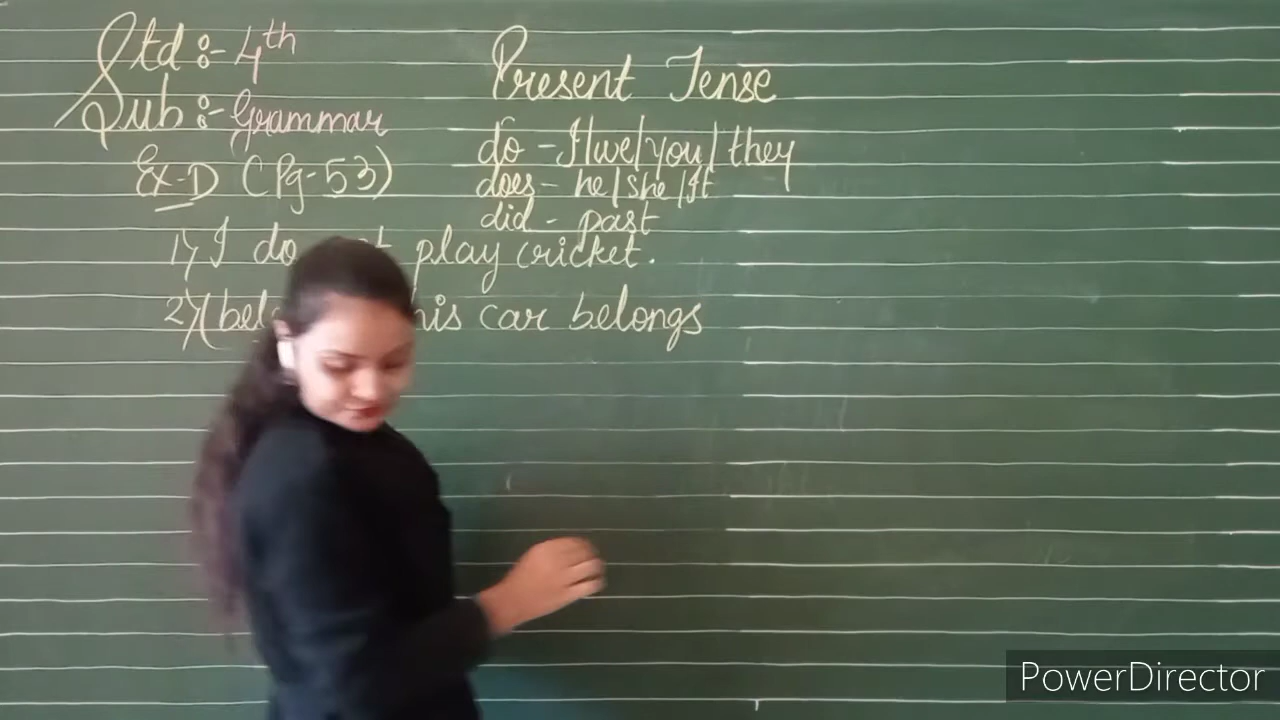 Std :- 4th
Sub :- Grammar
Ex-D (Pg-53)
Present Tense
do - I/we/you/they
does - he/she/It
did - past
1) I do play cricket.
2) ( car belongs
PowerDirector